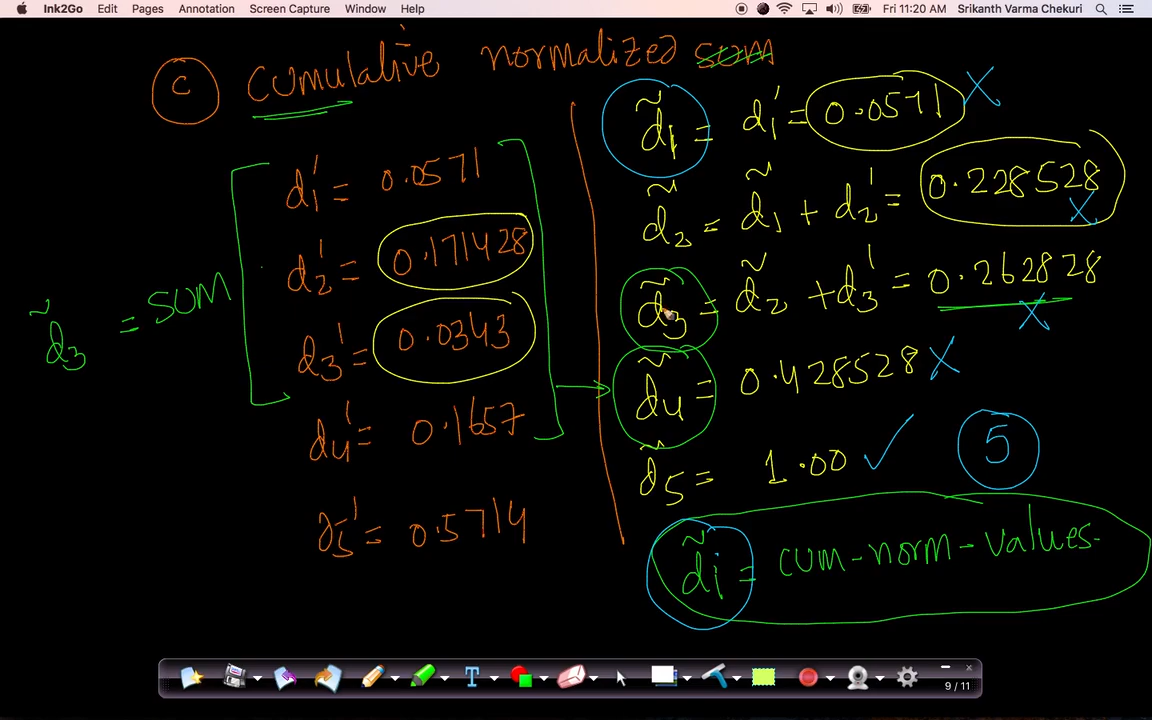 Ink2Go Edit Pages Annotation Screen Capture Window Help Fri 11:20 AM Srikanth Varma Chekuri
C cumulative normalized sum
d1' = 0.0571
d2' = 0.171428
d3' = 0.0343
d4' = 0.1657
d5' = 0.5714
d̃3 = SUM
d̃1 = d1' = 0.0571 X
d̃2 = d̃1 + d2' = 0.228528 X
d̃3 = d̃2 + d3' = 0.262828 X
d̃4 = 0.428528 X
d̃5 = 1.00 ✓ 5
d̃i = cum-norm-values
T
9 / 11